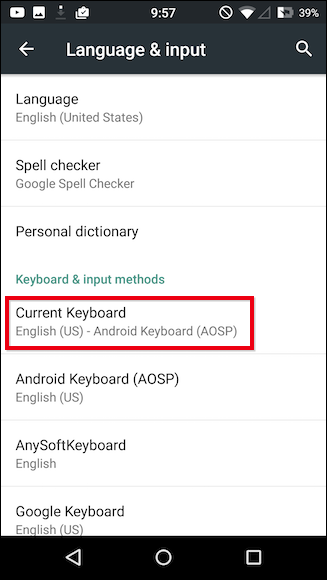 9:57
39%
Language & input
Language
English (United States)
Spell checker
Google Spell Checker
Personal dictionary
Keyboard & input methods
Current Keyboard
English (US) - Android Keyboard (AOSP)
Android Keyboard (AOSP)
English (US)
AnySoftKeyboard
English
Google Keyboard
English (US)